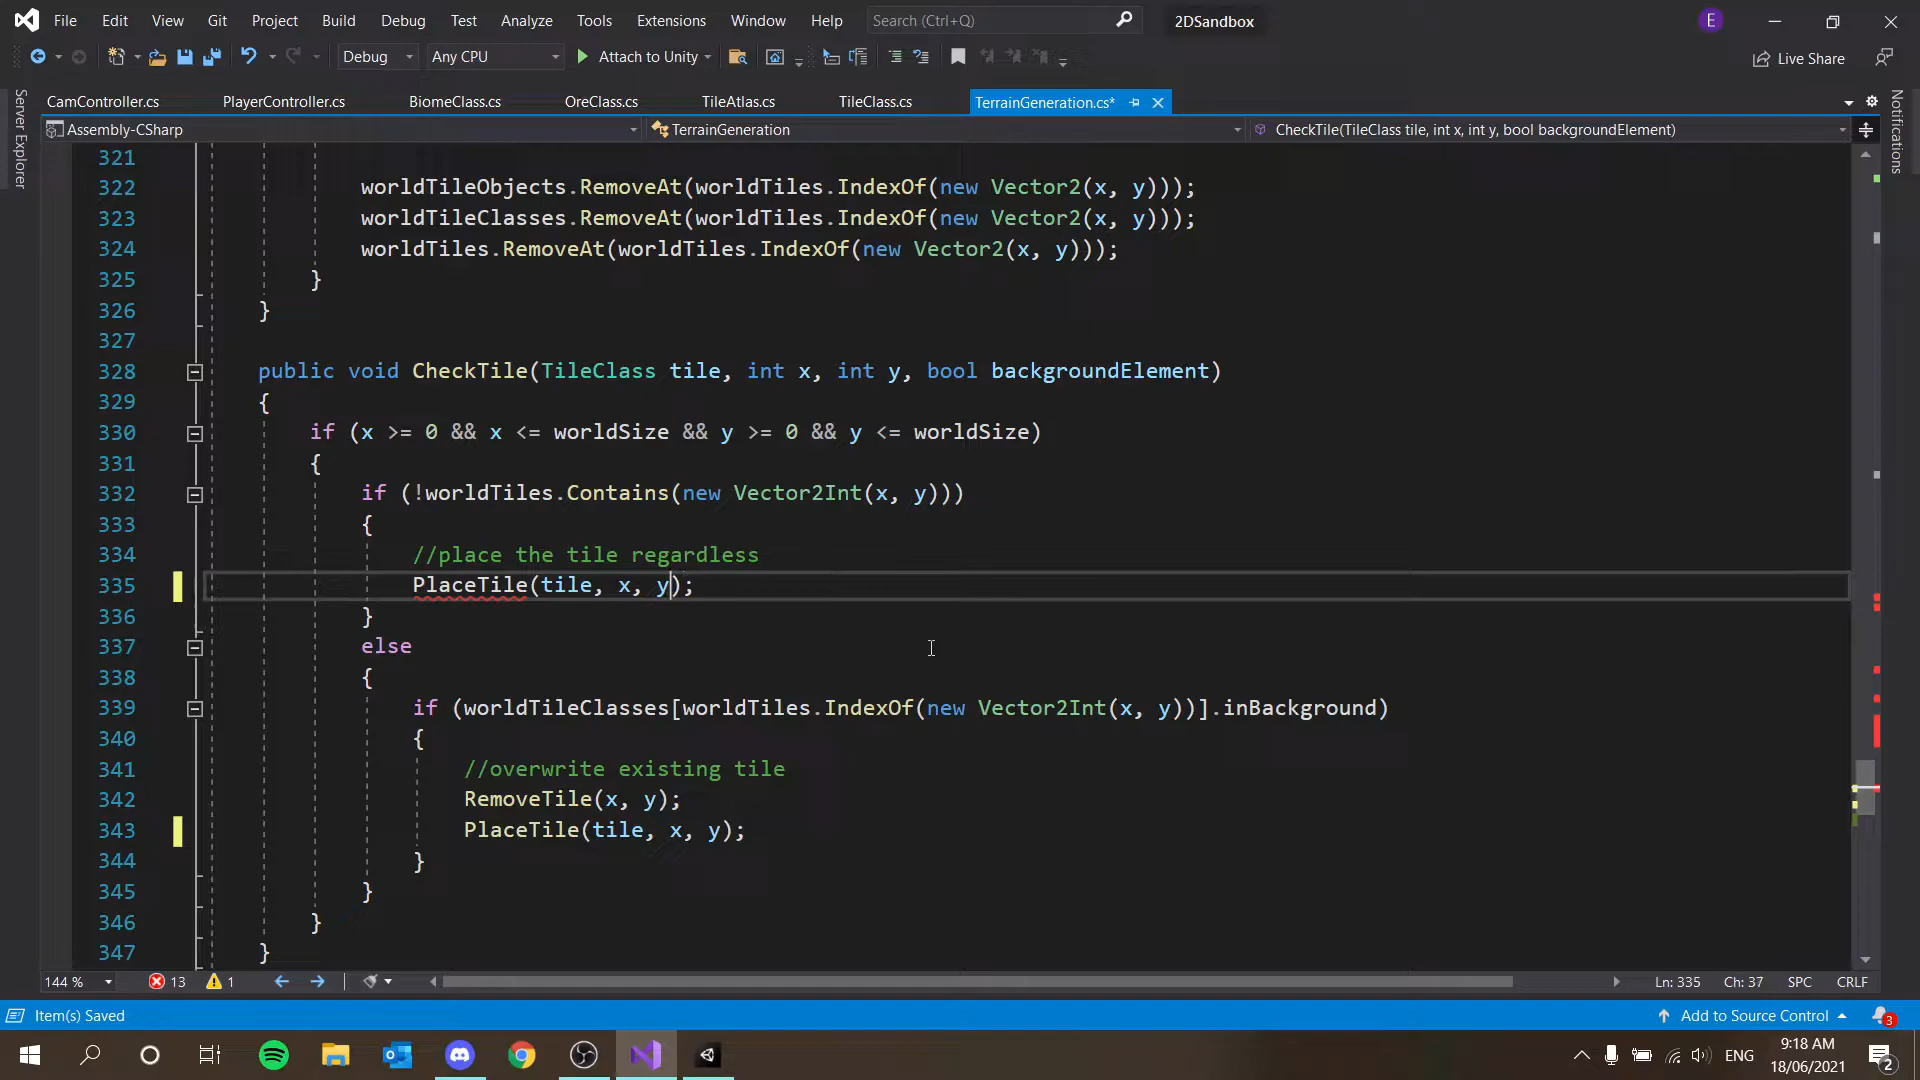 File Edit View Git Project Build Debug Test Analyze Tools Extensions Window Help Search (Ctrl+Q) 2DSandbox E
Debug Any CPU Attach to Unity Live Share
CamController.cs PlayerController.cs BiomeClass.cs OreClass.cs TileAtlas.cs TileClass.cs TerrainGeneration.cs*
Assembly-CSharp TerrainGeneration CheckTile(TileClass tile, int x, int y, bool backgroundElement)
Server Explorer
Notifications
321
322 worldTileObjects.RemoveAt(worldTiles.IndexOf(new Vector2(x, y)));
323 worldTileClasses.RemoveAt(worldTiles.IndexOf(new Vector2(x, y)));
324 worldTiles.RemoveAt(worldTiles.IndexOf(new Vector2(x, y)));
325 }
326 }
327
328 public void CheckTile(TileClass tile, int x, int y, bool backgroundElement)
329 {
330 if (x >= 0 && x <= worldSize && y >= 0 && y <= worldSize)
331 {
332 if (!worldTiles.Contains(new Vector2Int(x, y)))
333 {
334 //place the tile regardless
335 PlaceTile(tile, x, y);
336 }
337 else
338 {
339 if (worldTileClasses[worldTiles.IndexOf(new Vector2Int(x, y))].inBackground)
340 {
341 //overwrite existing tile
342 RemoveTile(x, y);
343 PlaceTile(tile, x, y);
344 }
345 }
346 }
347 }
144 % 13 1 Ln: 335 Ch: 37 SPC CRLF
Item(s) Saved Add to Source Control 3
ENG 9:18 AM
18/06/2021 2